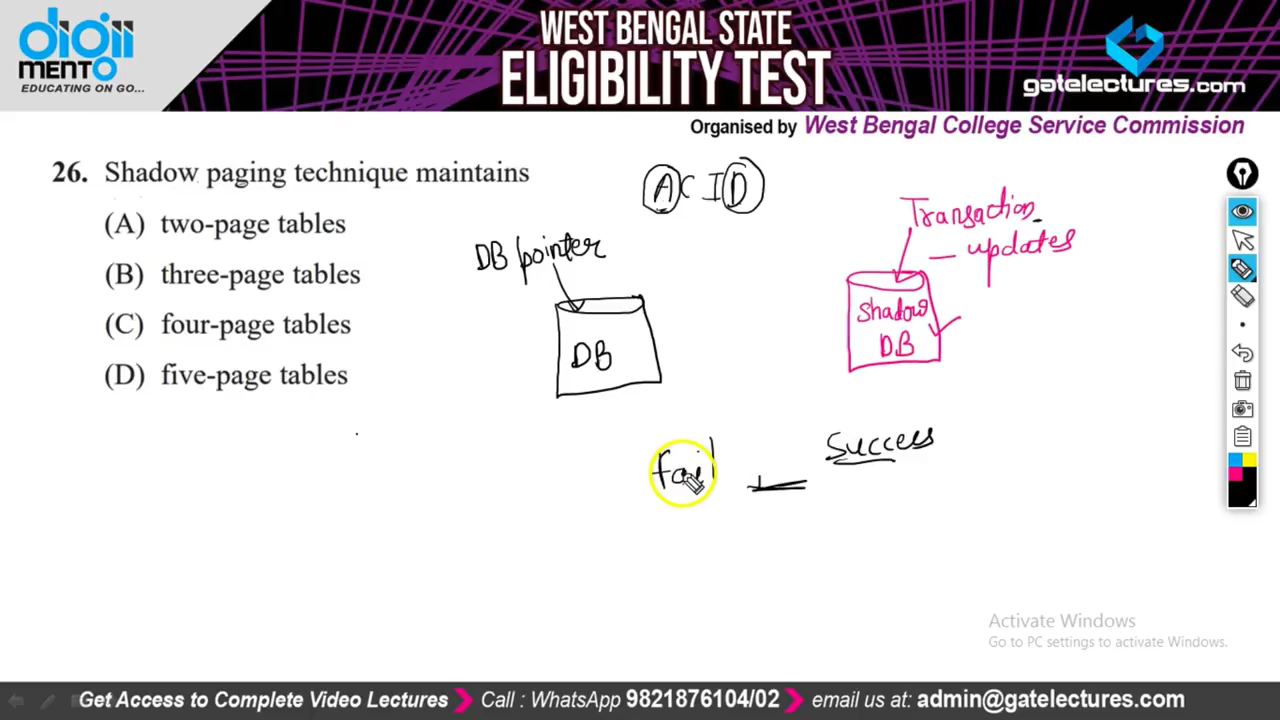 digii
MENTO
EDUCATING ON GO...
WEST BENGAL STATE
ELIGIBILITY TEST
gatelectures.com
Organised by West Bengal College Service Commission
26. Shadow paging technique maintains
(A) two-page tables
(B) three-page tables
(C) four-page tables
(D) five-page tables
ACID
DB pointer
DB
Transaction
- updates
Shadow
DB
Fail
Success
Activate Windows
Go to PC settings to activate Windows.
Get Access to Complete Video Lectures Call : WhatsApp 9821876104/02 email us at: admin@gatelectures.com